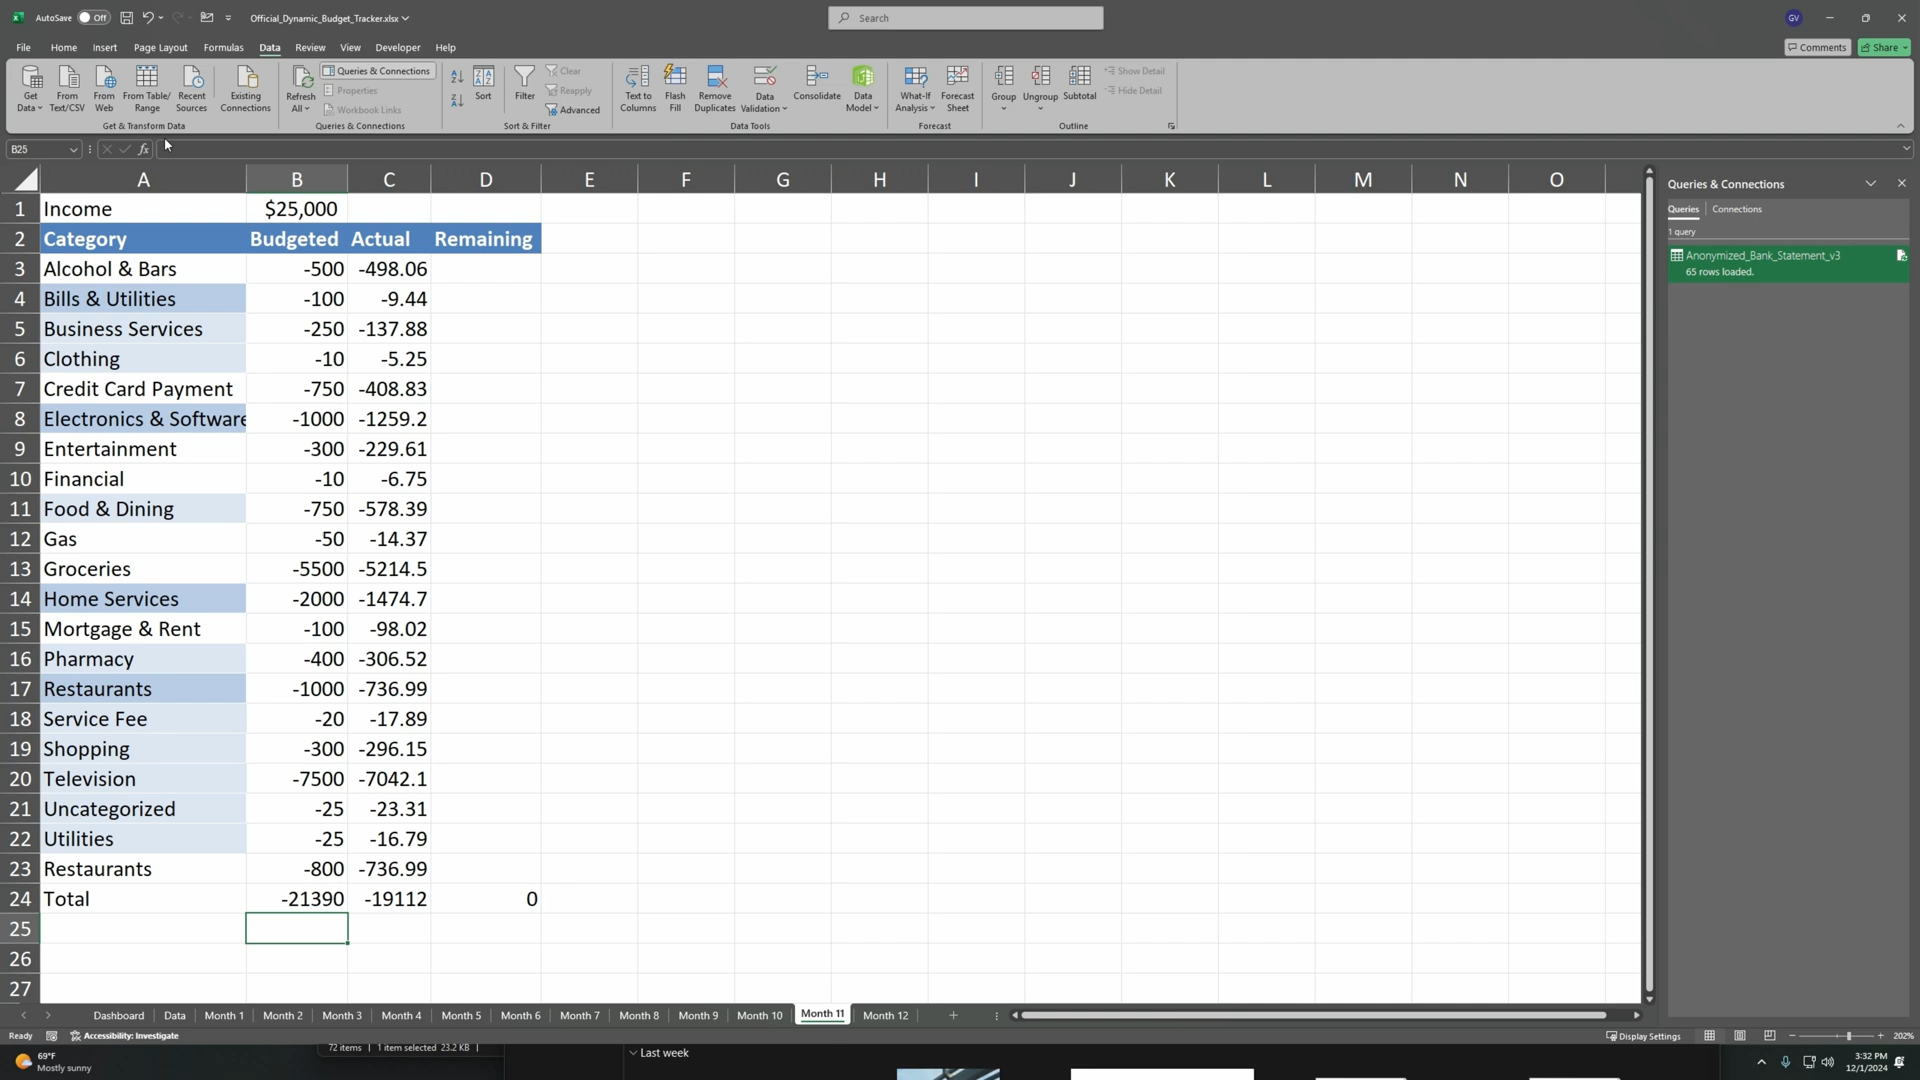 AutoSave Off Official_Dynamic_Budget_Tracker.xlsx Search GV
File Home Insert Page Layout Formulas Data Review View Developer Help Comments Share
Get Data From Text/CSV From Web From Table/Range Recent Sources Existing Connections
Get & Transform Data
Refresh All Queries & Connections Properties Workbook Links
Queries & Connections
Sort Filter Clear Reapply Advanced
Sort & Filter
Text to Columns Flash Fill Remove Duplicates Data Validation Consolidate Data Model
Data Tools
What-If Analysis Forecast Sheet
Forecast
Group Ungroup Subtotal Show Detail Hide Detail
Outline
B25 fx
A B C D E F G H I J K L M N O
1 Income $25,000
2 Category Budgeted Actual Remaining
3 Alcohol & Bars -500 -498.06
4 Bills & Utilities -100 -9.44
5 Business Services -250 -137.88
6 Clothing -10 -5.25
7 Credit Card Payment -750 -408.83
8 Electronics & Software -1000 -1259.2
9 Entertainment -300 -229.61
10 Financial -10 -6.75
11 Food & Dining -750 -578.39
12 Gas -50 -14.37
13 Groceries -5500 -5214.5
14 Home Services -2000 -1474.7
15 Mortgage & Rent -100 -98.02
16 Pharmacy -400 -306.52
17 Restaurants -1000 -736.99
18 Service Fee -20 -17.89
19 Shopping -300 -296.15
20 Television -7500 -7042.1
21 Uncategorized -25 -23.31
22 Utilities -25 -16.79
23 Restaurants -800 -736.99
24 Total -21390 -19112 0
25
26
27
Queries & Connections
Queries | Connections
1 query
Anonymized_Bank_Statement_v3
65 rows loaded.
Dashboard Data Month 1 Month 2 Month 3 Month 4 Month 5 Month 6 Month 7 Month 8 Month 9 Month 10 Month 11 Month 12
Ready Accessibility: Investigate Display Settings 202%
72 items | 1 item selected 23.2 KB |
Last week
69°F
Mostly sunny
3:32 PM
12/1/2024